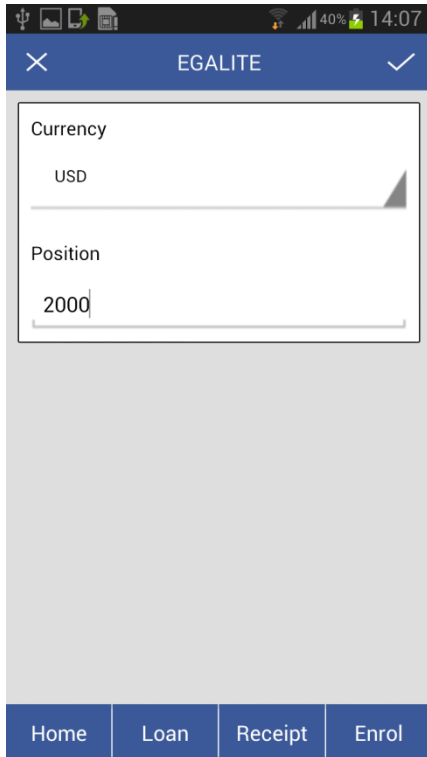 40% 14:07
EGALITE
Currency
USD
Position
2000
Home Loan Receipt Enrol